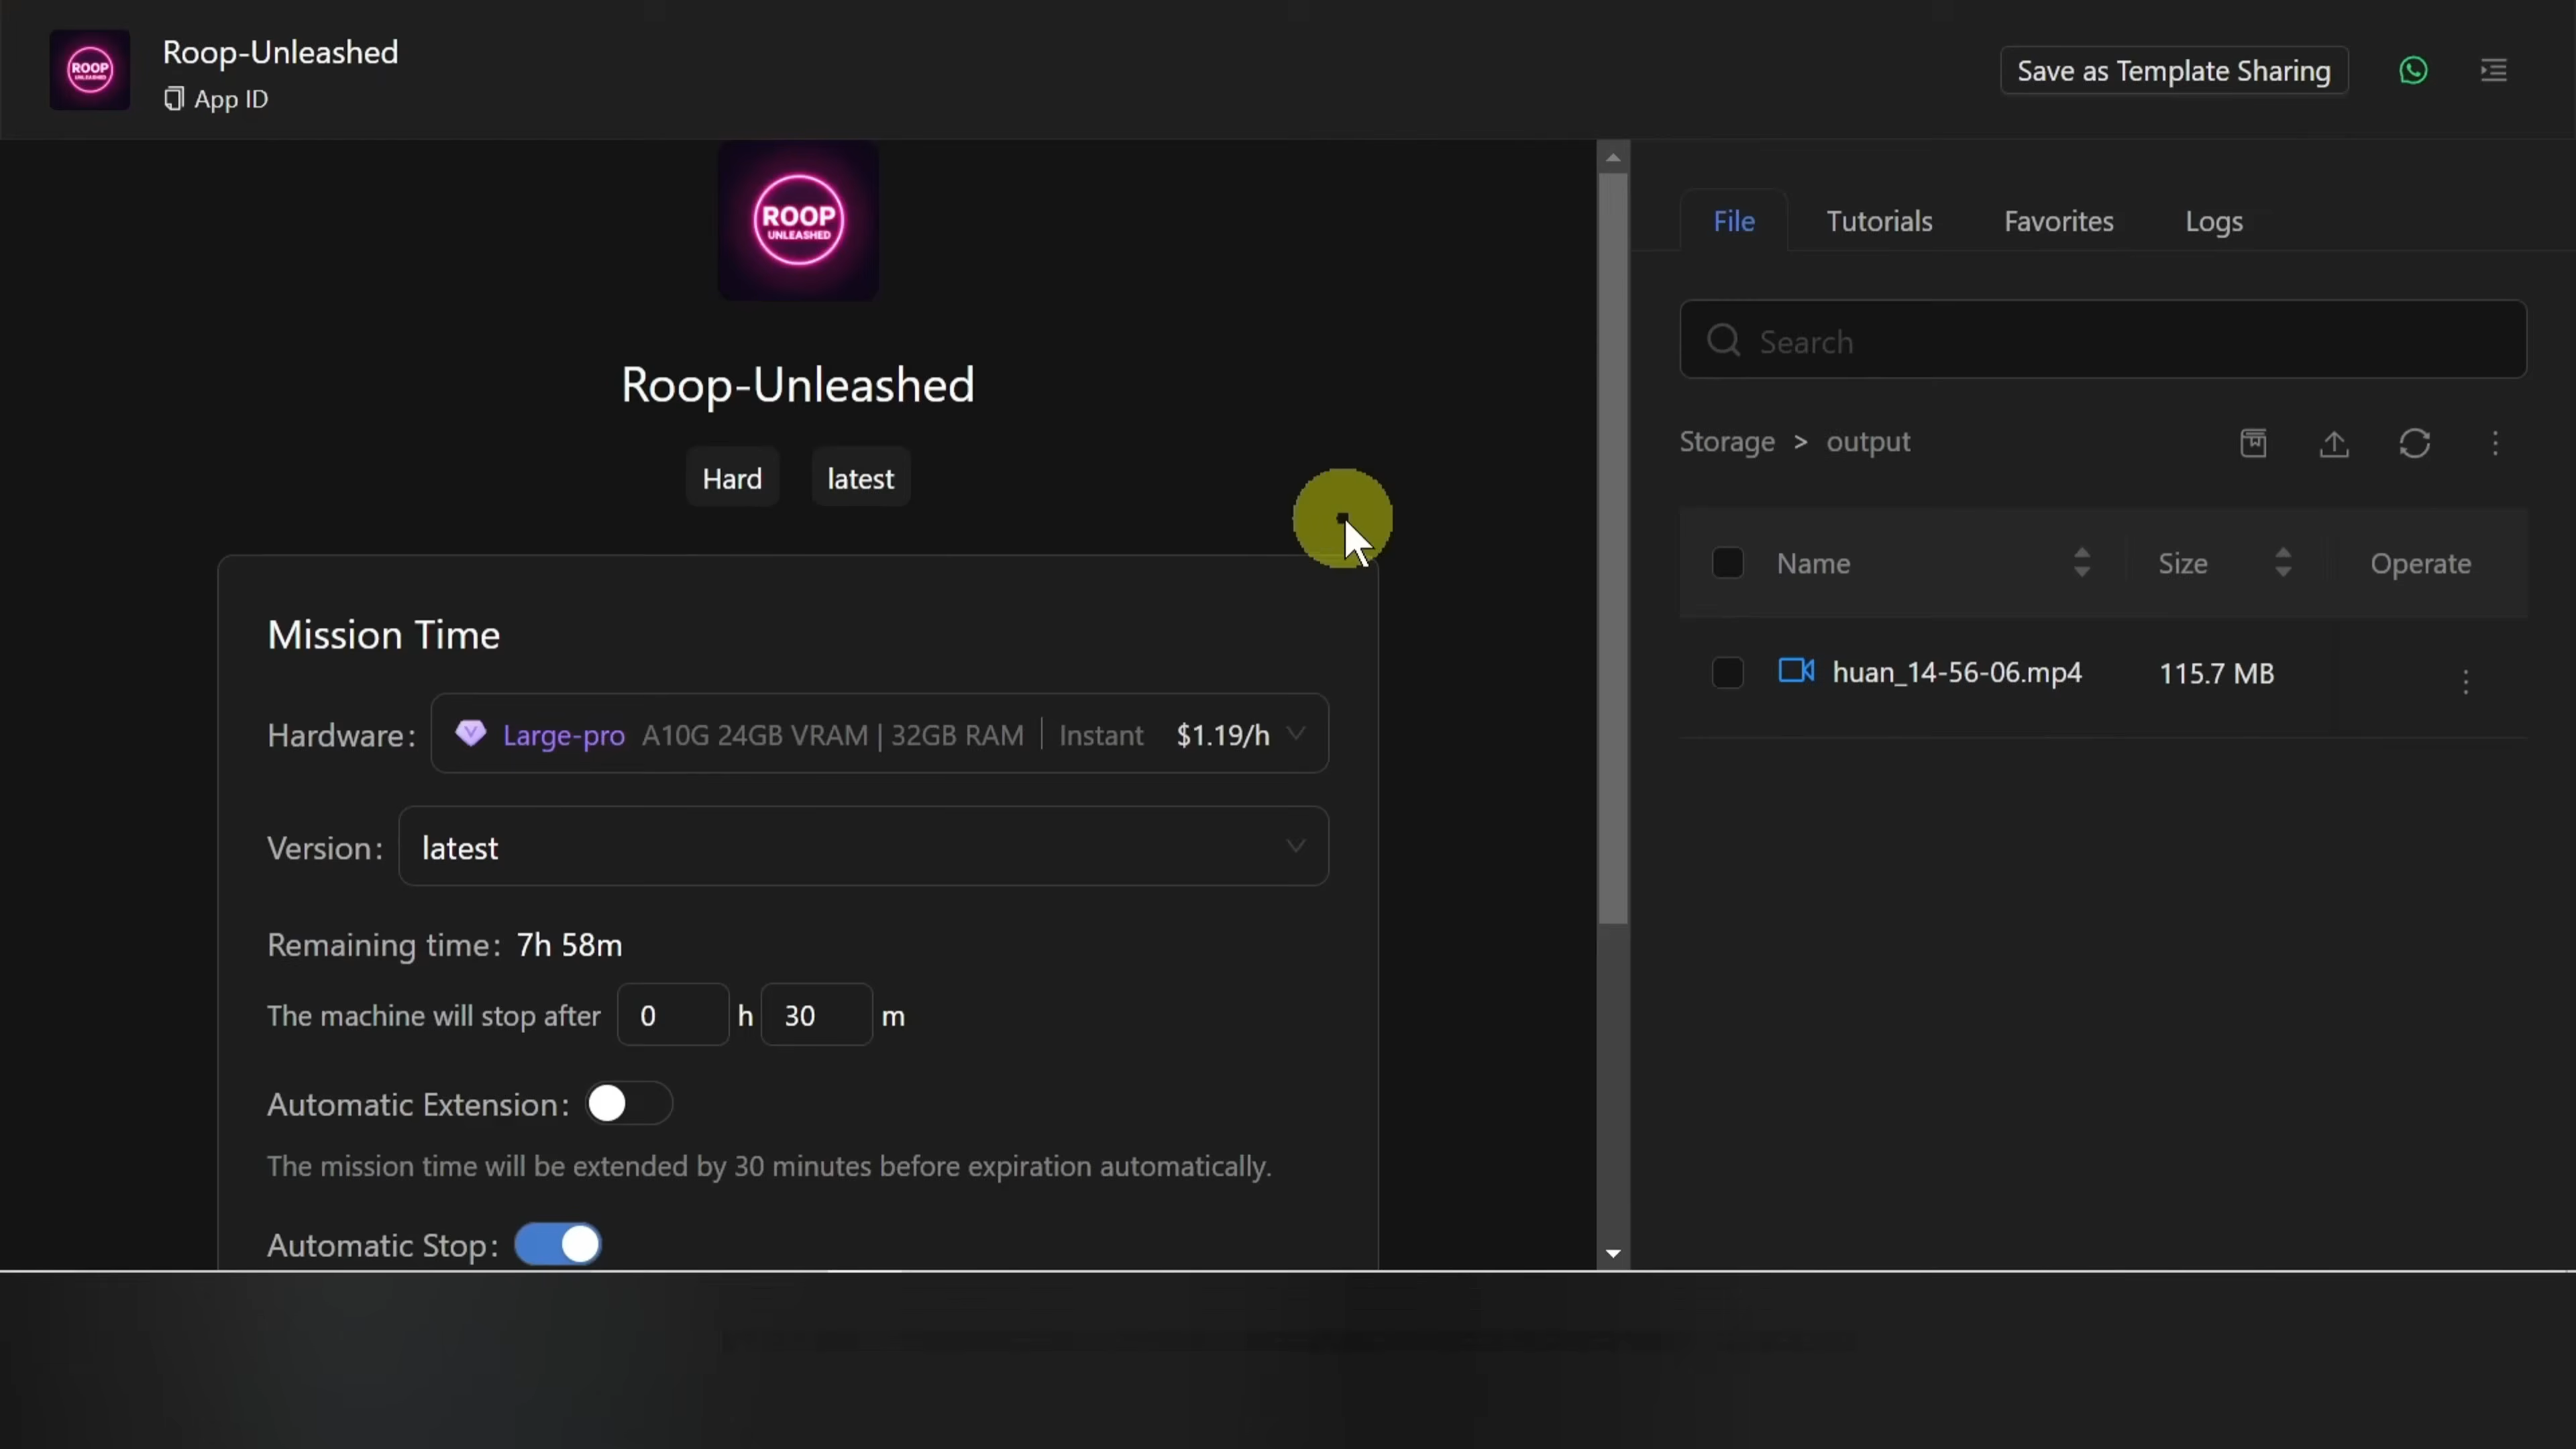 ROOP
UNLEASHED
Roop-Unleashed
App ID
Save as Template Sharing
ROOP
UNLEASHED
Roop-Unleashed
Hard
latest
Mission Time
Hardware: Large-pro A10G 24GB VRAM | 32GB RAM | Instant $1.19/h
Version: latest
Remaining time: 7h 58m
The machine will stop after 0 h 30 m
Automatic Extension:
The mission time will be extended by 30 minutes before expiration automatically.
Automatic Stop:
File Tutorials Favorites Logs
Search
Storage > output
Name Size Operate
huan_14-56-06.mp4 115.7 MB